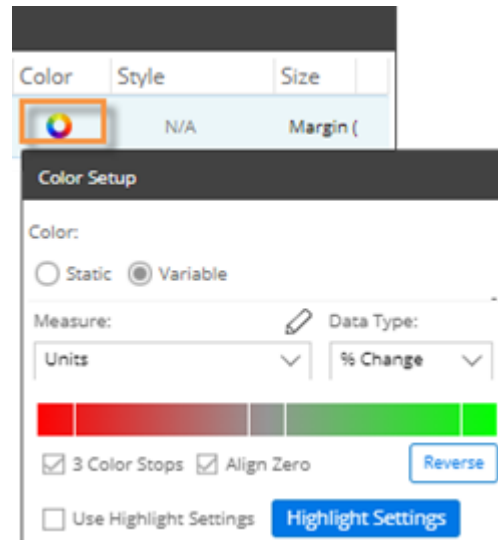 Color Style Size
N/A Margin (
Color Setup
Color:
Static Variable
Measure: Data Type:
Units % Change
3 Color Stops Align Zero Reverse
Use Highlight Settings Highlight Settings